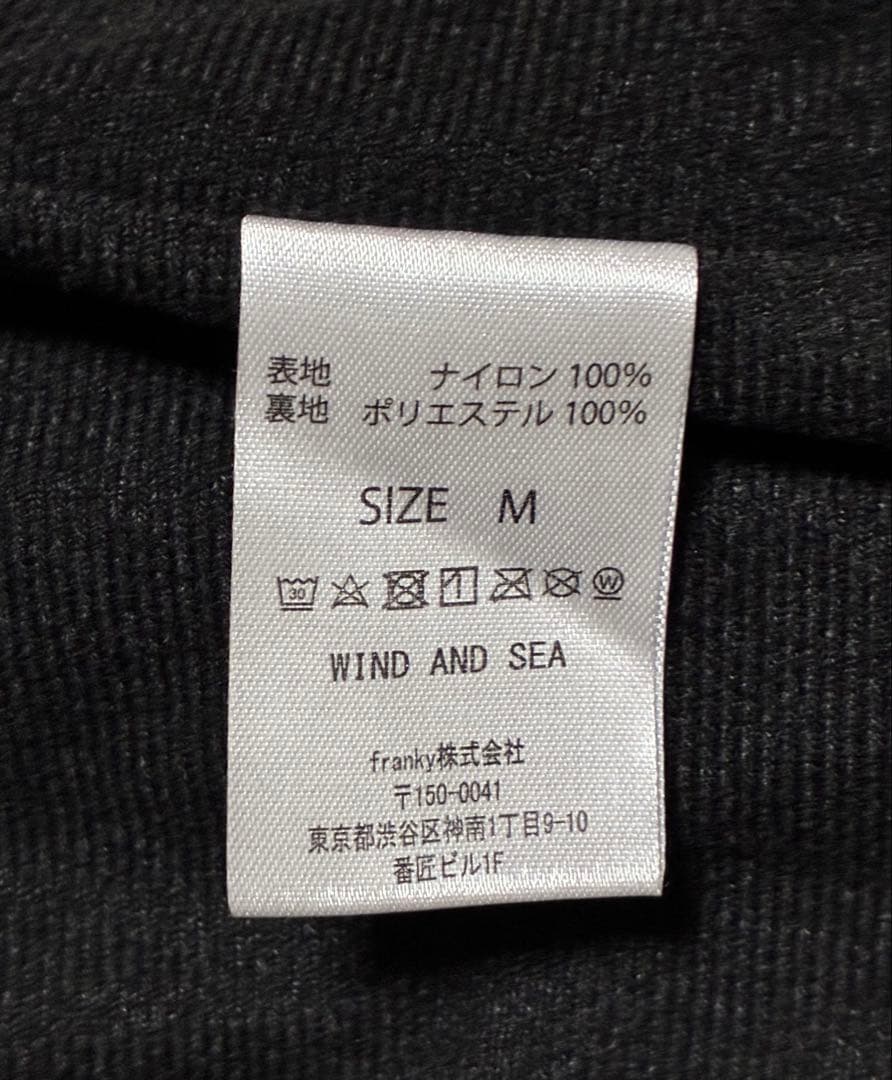 表地 ナイロン 100%
裏地 ポリエステル 100%
SIZE M
30 1 W
WIND AND SEA
franky株式会社
〒150-0041
東京都渋谷区神南1丁目9-10
番匠ビル1F